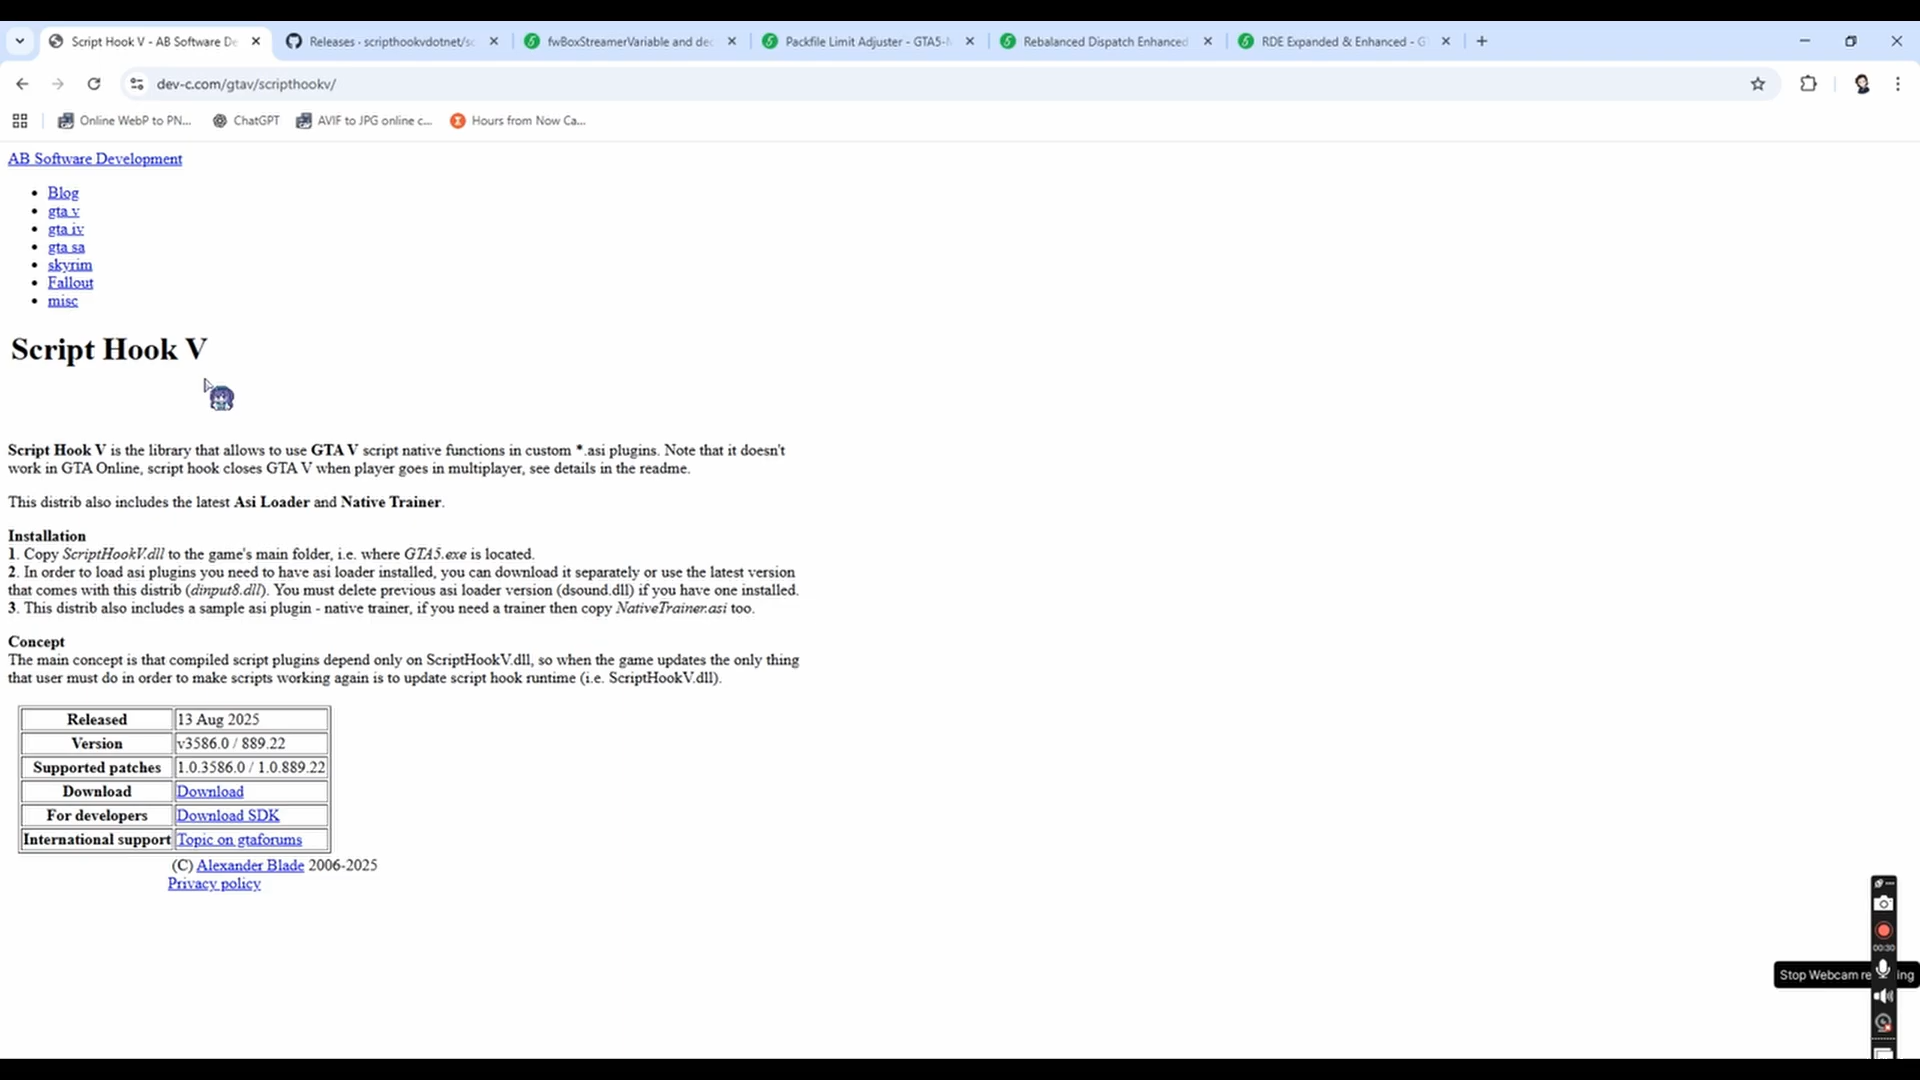 Script Hook V - AB Software De
Releases · scripthookvdotnet/sc
fwBoxStreamerVariable and dec
Packfile Limit Adjuster - GTA5-
Rebalanced Dispatch Enhanced
RDE Expanded & Enhanced - G
dev-c.com/gtav/scripthookv/
Online WebP to PN...
ChatGPT
AVIF to JPG online c...
Hours from Now Ca...
AB Software Development
Blog
gta v
gta iv
gta sa
skyrim
Fallout
misc
Script Hook V
Script Hook V is the library that allows to use GTA V script native functions in custom *.asi plugins. Note that it doesn't
work in GTA Online, script hook closes GTA V when player goes in multiplayer, see details in the readme.
This distrib also includes the latest Asi Loader and Native Trainer.
Installation
1. Copy ScriptHookV.dll to the game's main folder, i.e. where GTA5.exe is located.
2. In order to load asi plugins you need to have asi loader installed, you can download it separately or use the latest version
that comes with this distrib (dinput8.dll). You must delete previous asi loader version (dsound.dll) if you have one installed.
3. This distrib also includes a sample asi plugin - native trainer, if you need a trainer then copy NativeTrainer.asi too.
Concept
The main concept is that compiled script plugins depend only on ScriptHookV.dll, so when the game updates the only thing
that user must do in order to make scripts working again is to update script hook runtime (i.e. ScriptHookV.dll).
Released 13 Aug 2025
Version v3586.0 / 889.22
Supported patches 1.0.3586.0 / 1.0.889.22
Download Download
For developers Download SDK
International support Topic on gtaforums
(C) Alexander Blade 2006-2025
Privacy policy
00:30
Stop Webcam re ing